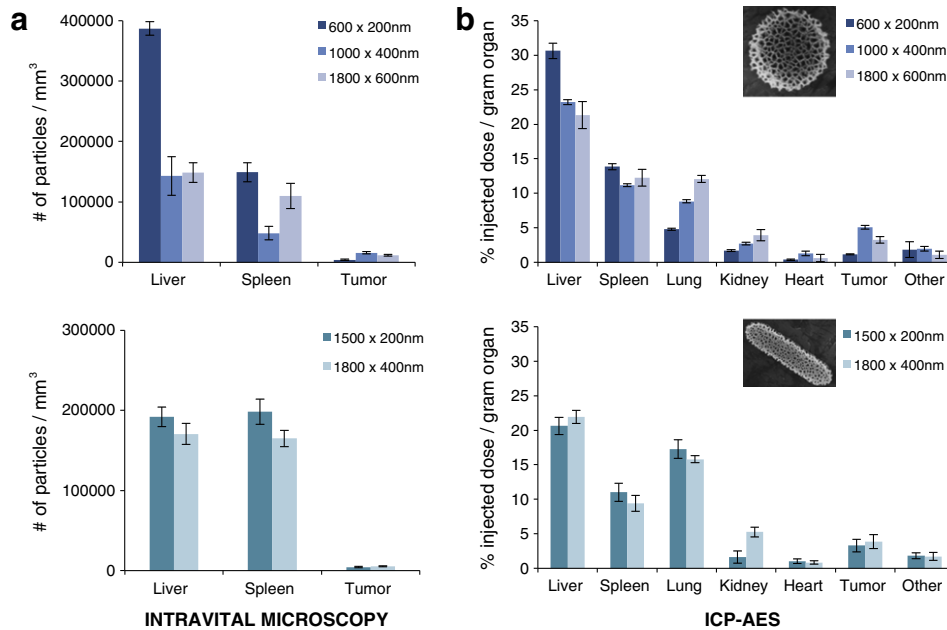 a
# of particles / mm³
400000
300000
200000
100000
0
600 x 200nm
1000 x 400nm
1800 x 600nm
Liver Spleen Tumor
b
% injected dose / gram organ
35
30
25
20
15
10
5
0
600 x 200nm
1000 x 400nm
1800 x 600nm
Liver Spleen Lung Kidney Heart Tumor Other
# of particles / mm³
300000
200000
100000
0
1500 x 200nm
1800 x 400nm
Liver Spleen Tumor
INTRAVITAL MICROSCOPY
% injected dose / gram organ
35
30
25
20
15
10
5
0
1500 x 200nm
1800 x 400nm
Liver Spleen Lung Kidney Heart Tumor Other
ICP-AES